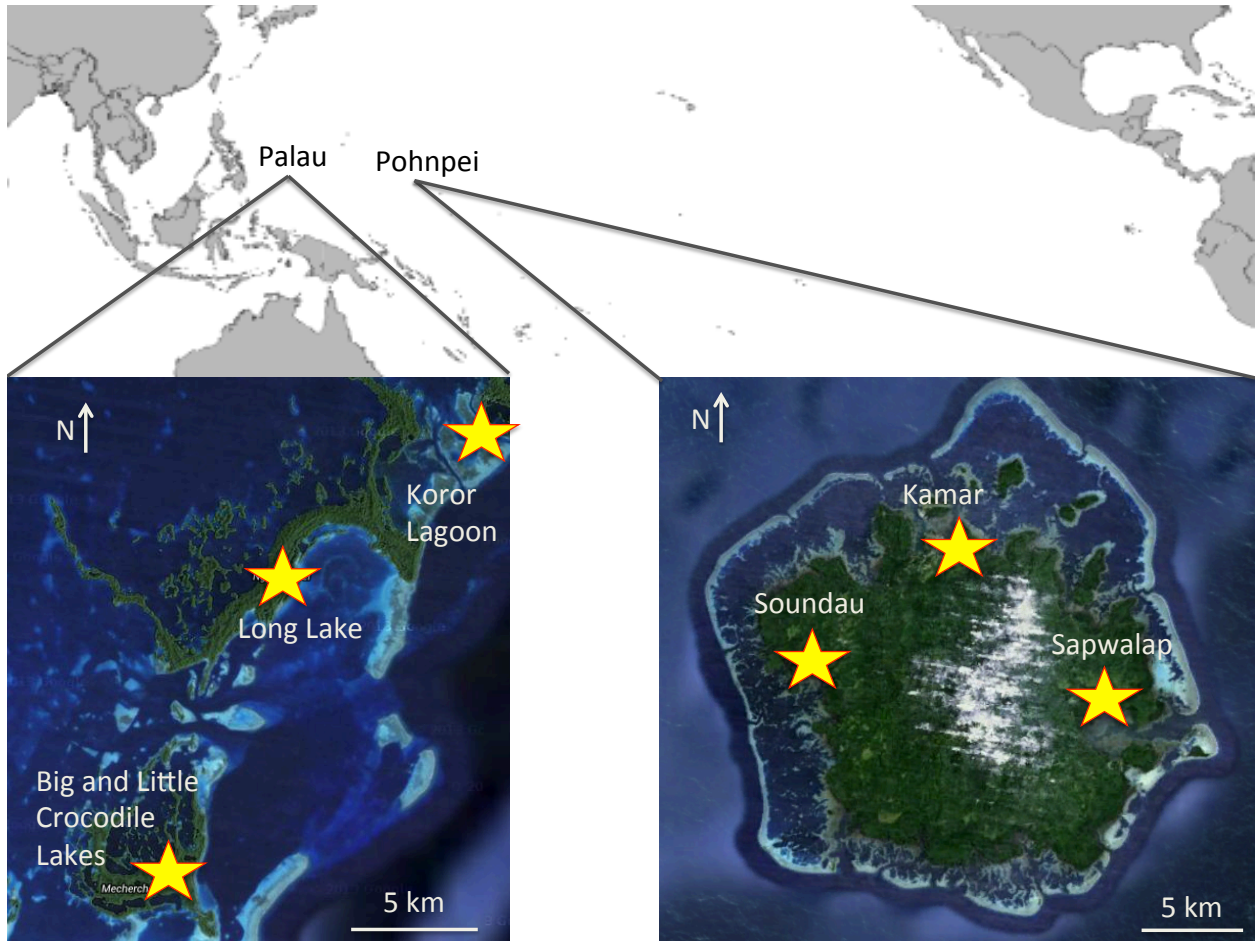 Palau
Pohnpei
N
Koror
Lagoon
Long Lake
Big and Little
Crocodile
Lakes
5 km
N
Kamar
Soundau
Sapwalap
5 km